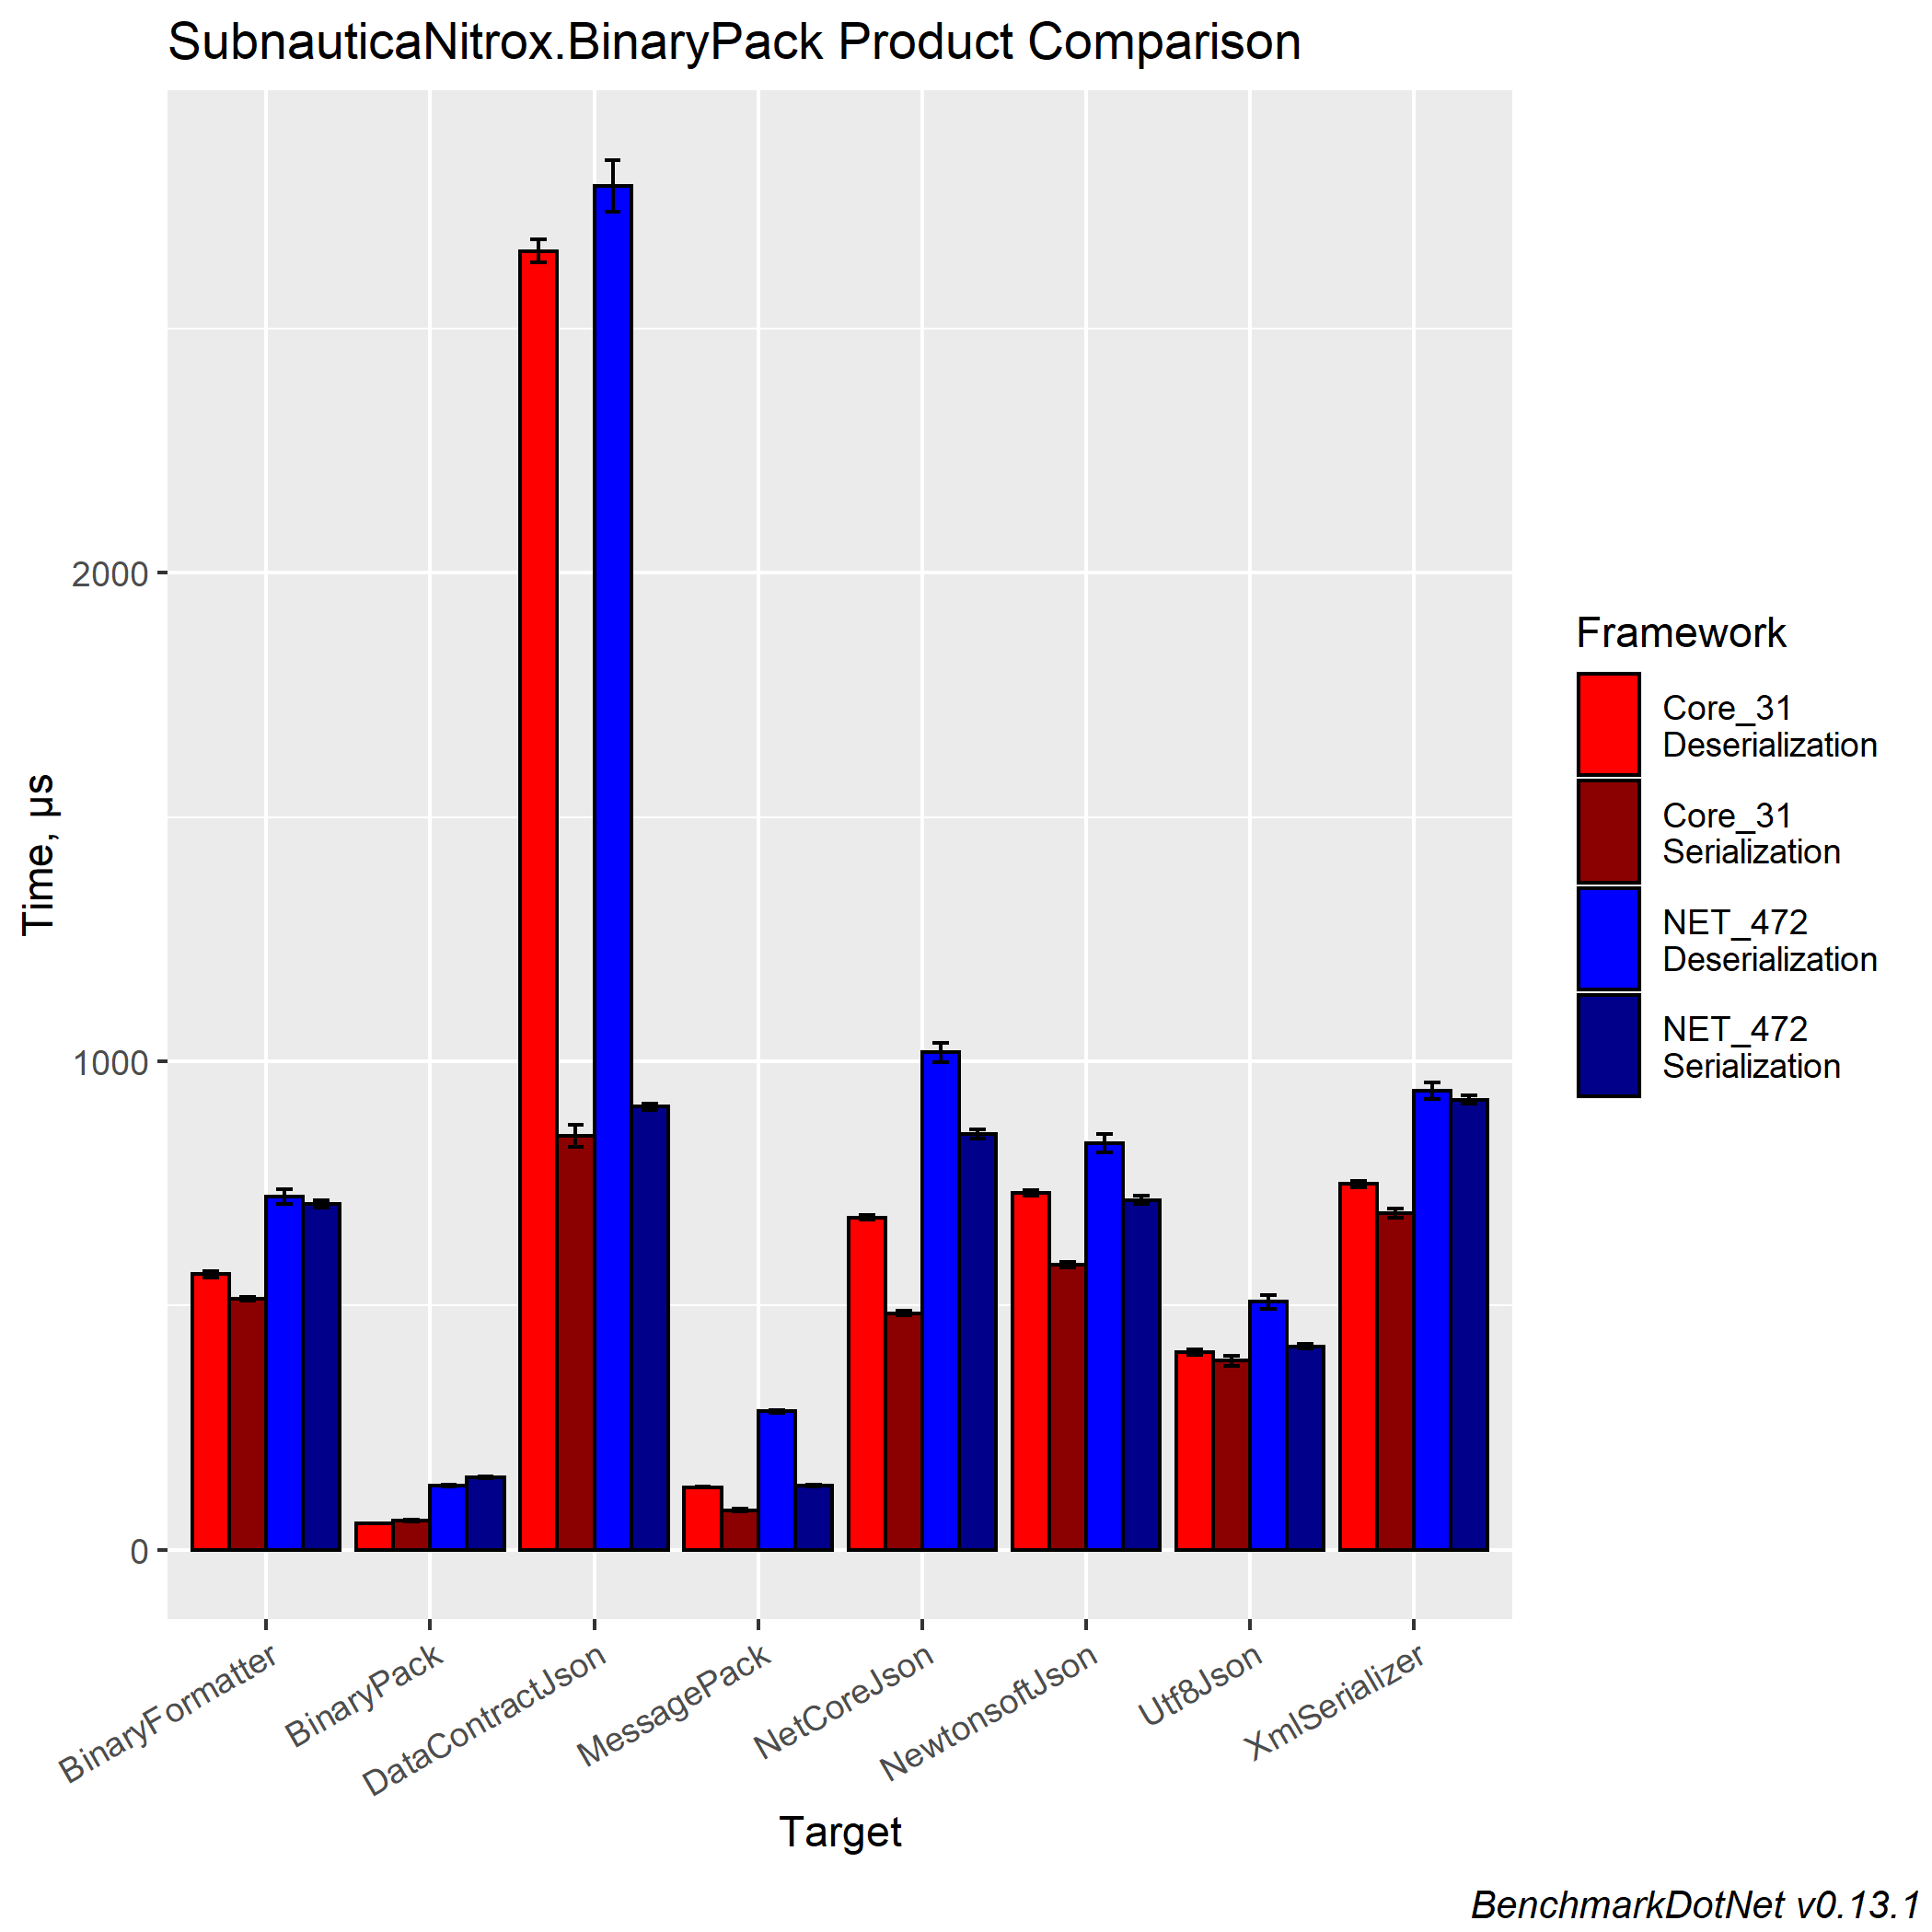 SubnauticaNitrox.BinaryPack Product Comparison
Time, µs
2000
1000
0
BinaryFormatter
BinaryPack
DataContractJson
MessagePack
NetCoreJson
NewtonsoftJson
Utf8Json
XmlSerializer
Target
Framework
Core_31
Deserialization
Core_31
Serialization
NET_472
Deserialization
NET_472
Serialization
BenchmarkDotNet v0.13.1